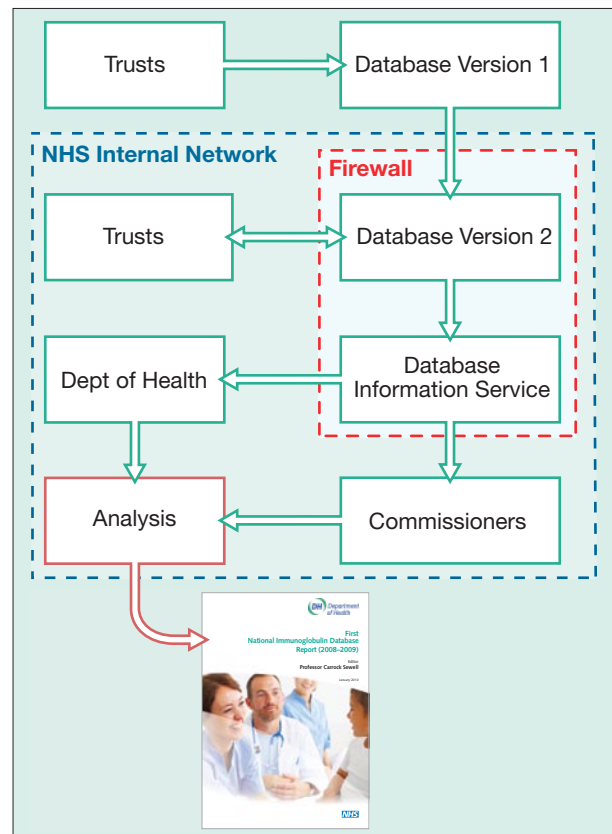 Trusts
Database Version 1
NHS Internal Network
Firewall
Trusts
Database Version 2
Dept of Health
Database
Information Service
Analysis
Commissioners
DH Department
of Health
First
National Immunoglobulin Database
Report (2008–2009)
Editor
Professor Carrock Sewell
January 2010
NHS